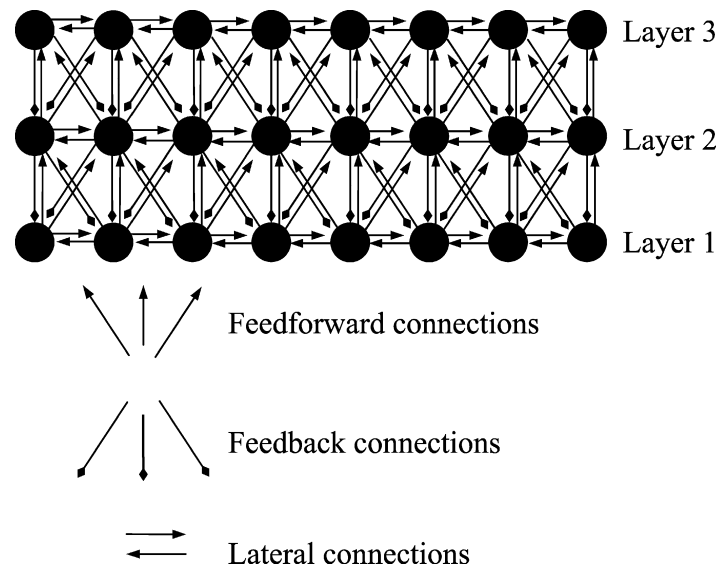 Layer 3
Layer 2
Layer 1
Feedforward connections
Feedback connections
Lateral connections